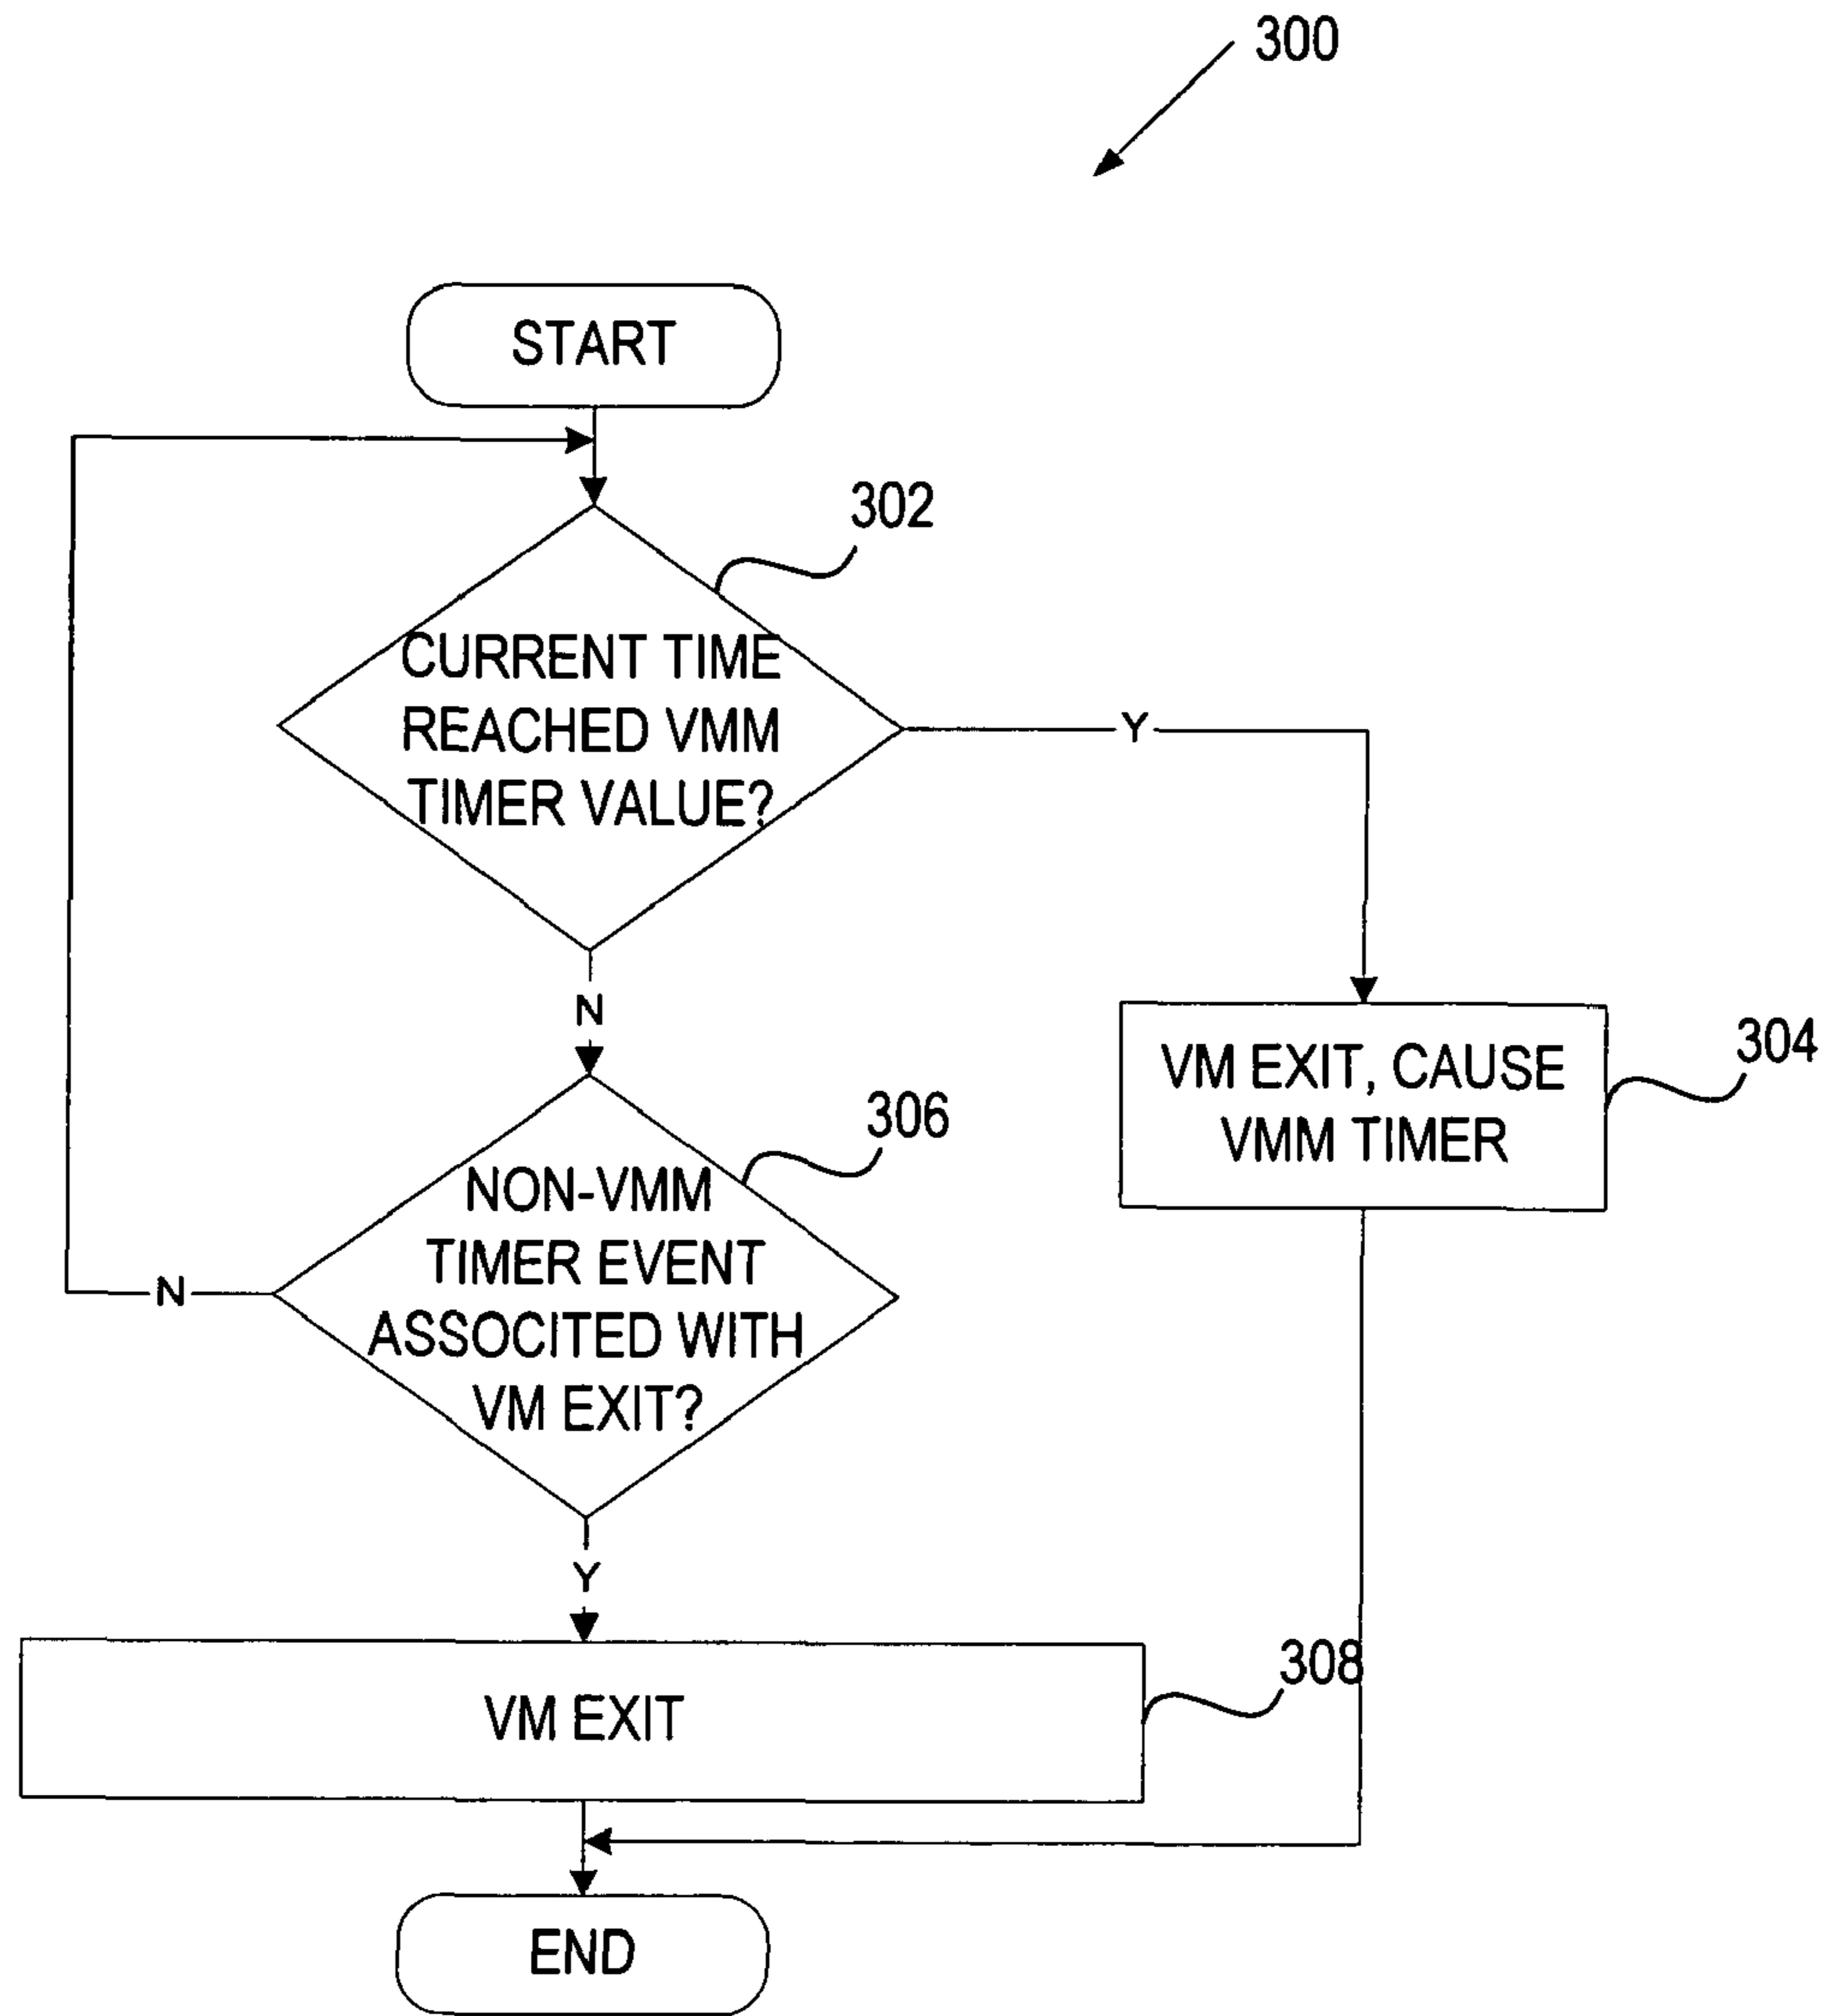 300
START
302
CURRENT TIME
REACHED VMM
TIMER VALUE?
Y
N
304
VM EXIT, CAUSE
VMM TIMER
306
NON-VMM
TIMER EVENT
ASSOCITED WITH
VM EXIT?
N
Y
308
VM EXIT
END